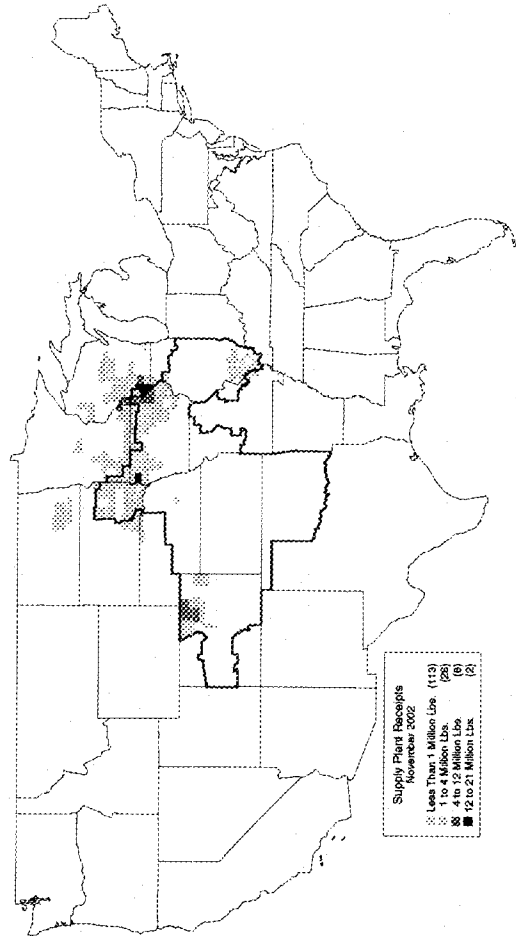 Supply Plant Receipts
November 2002
Less Than 1 Million Lbs. (113)
1 to 4 Million Lbs. (26)
4 to 12 Million Lbs. (6)
12 to 21 Million Lbs. (2)